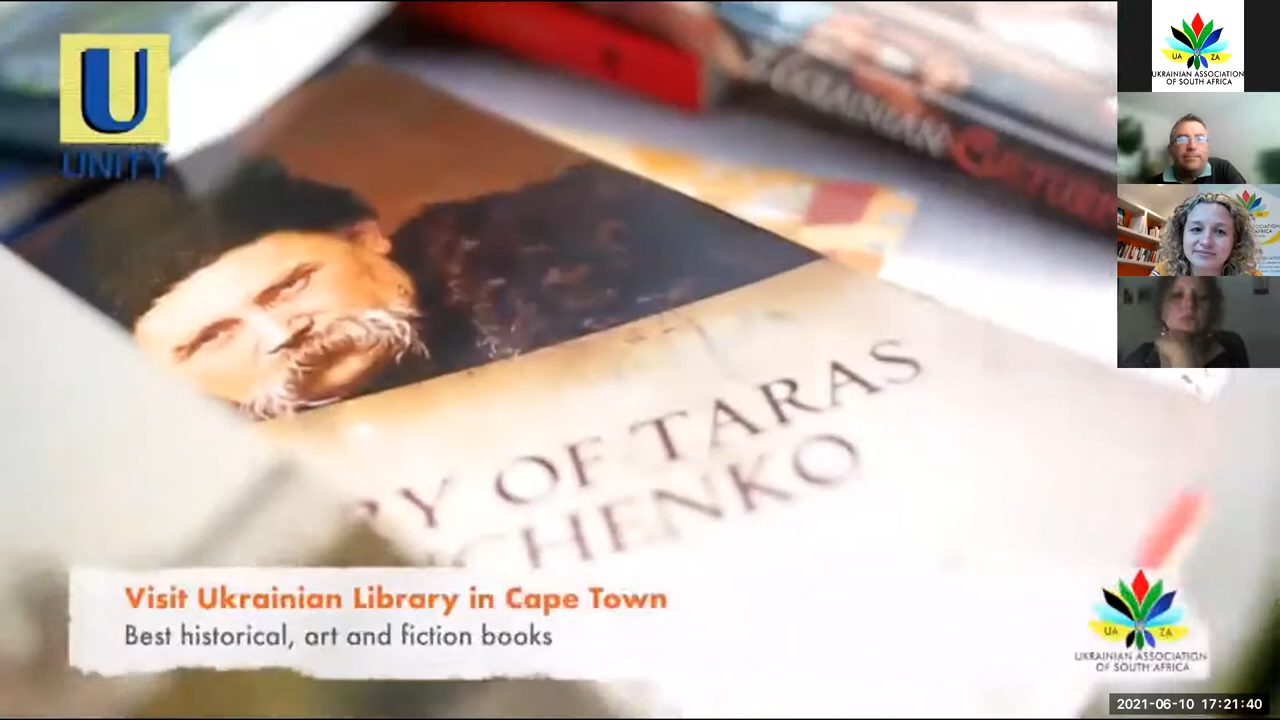 U
UNITY
UKRAINIAN CULTURE
RY OF TARAS
CHENKO
Visit Ukrainian Library in Cape Town
Best historical, art and fiction books
UA ZA
UKRAINIAN ASSOCIATION
OF SOUTH AFRICA
UA ZA
UKRAINIAN ASSOCIATION
OF SOUTH AFRICA
2021-06-10 17:21:40